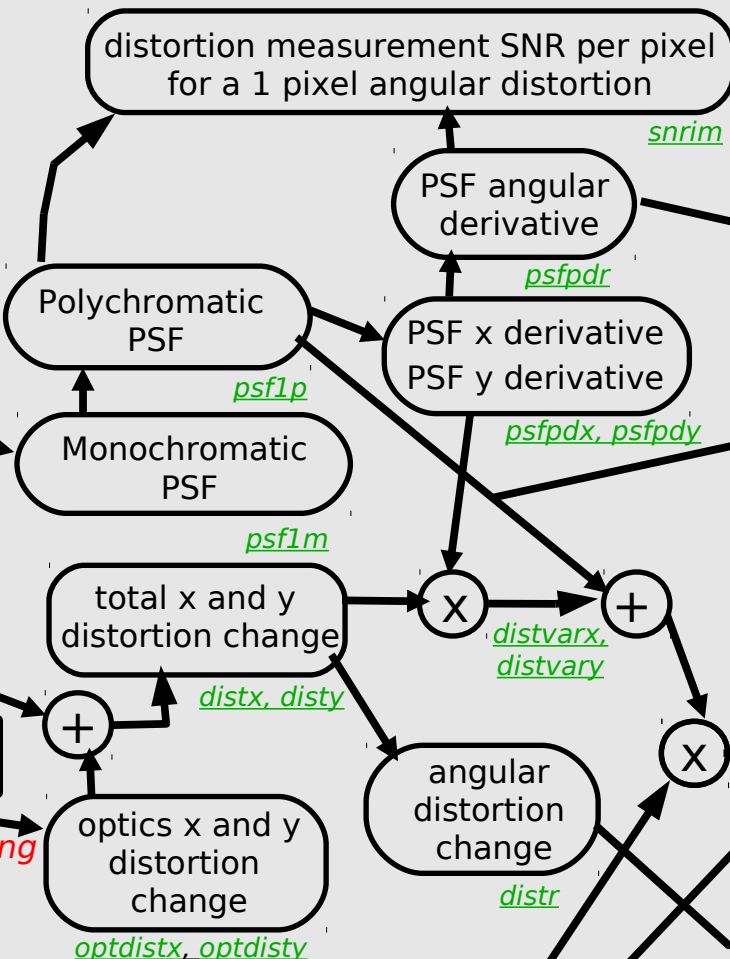 distortion measurement SNR per pixel
for a 1 pixel angular distortion
snrim
PSF angular
derivative
psfpdr
Polychromatic
PSF
psf1p
PSF x derivative
PSF y derivative
psfpdx, psfpdy
Monochromatic
PSF
psf1m
total x and y
distortion change
distx, disty
x
distvarx,
distvary
+
+
x
angular
distortion
change
distr
optics x and y
distortion
change
optdistx, optdisty
ng